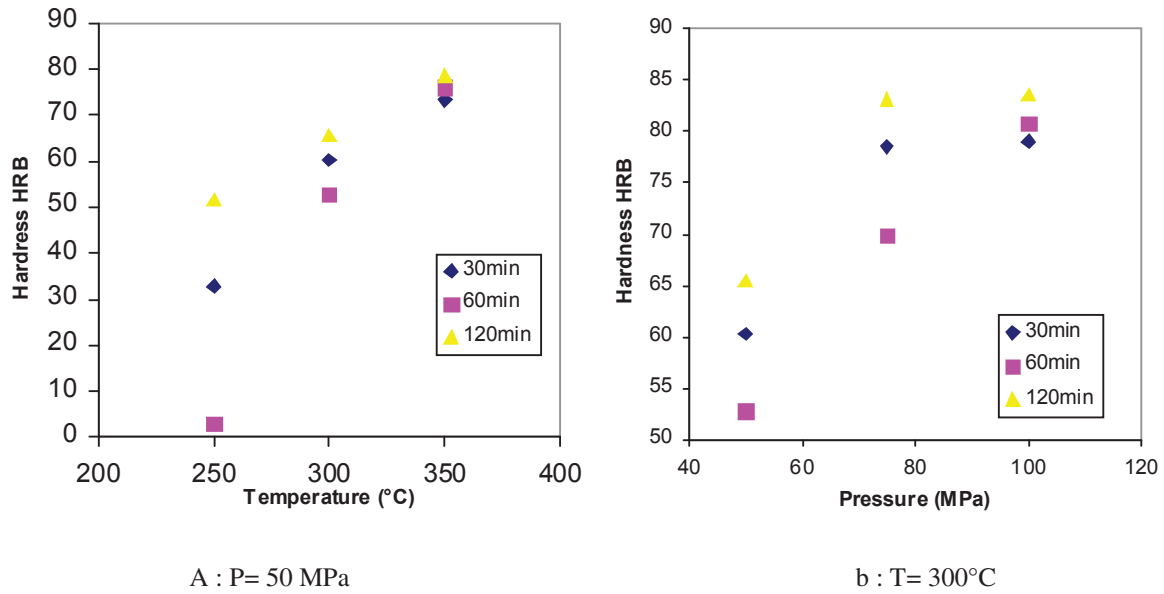 90
80
70
60
50
40
30
20
10
0
Hardress HRB
200 250 300 350 400
Temperature (°C)
30min
60min
120min
A : P= 50 MPa
90
85
80
75
70
65
60
55
50
Hardness HRB
40 60 80 100 120
Pressure (MPa)
30min
60min
120min
b : T= 300°C